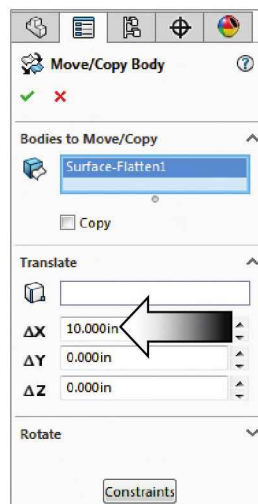 Move/Copy Body
Bodies to Move/Copy
Surface-Flatten1
Copy
Translate
ΔX 10.000in
ΔY 0.000in
ΔZ 0.000in
Rotate
Constraints